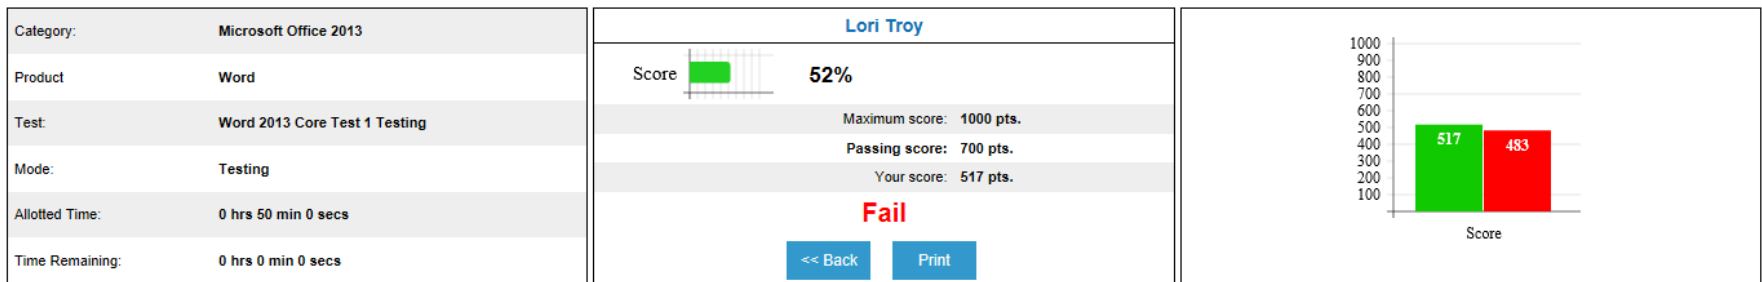 Category: Microsoft Office 2013
Product Word
Test: Word 2013 Core Test 1 Testing
Mode: Testing
Allotted Time: 0 hrs 50 min 0 secs
Time Remaining: 0 hrs 0 min 0 secs
Lori Troy
Score 52%
Maximum score: 1000 pts.
Passing score: 700 pts.
Your score: 517 pts.
Fail
<< Back Print
1000
900
800
700
600
500
400
300
200
100
517 483
Score